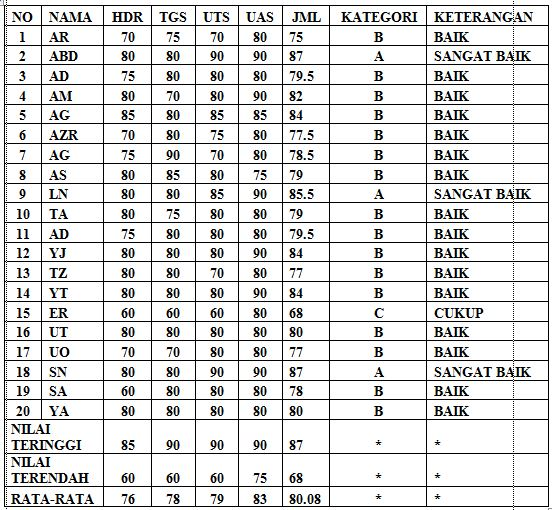 NO NAMA HDR TGS UTS UAS JML KATEGORI KETERANGAN
1 AR 70 75 70 80 75 B BAIK
2 ABD 80 80 90 90 87 A SANGAT BAIK
3 AD 75 80 80 80 79.5 B BAIK
4 AM 80 70 80 90 82 B BAIK
5 AG 85 80 85 85 84 B BAIK
6 AZR 70 80 75 80 77.5 B BAIK
7 AG 75 90 70 80 78.5 B BAIK
8 AS 80 85 80 75 79 B BAIK
9 LN 80 80 85 90 85.5 A SANGAT BAIK
10 TA 80 75 80 80 79 B BAIK
11 AD 75 80 80 80 79.5 B BAIK
12 YJ 80 80 80 90 84 B BAIK
13 TZ 80 80 70 80 77 B BAIK
14 YT 80 80 80 90 84 B BAIK
15 ER 60 60 60 80 68 C CUKUP
16 UT 80 80 80 80 80 B BAIK
17 UO 70 70 80 80 77 B BAIK
18 SN 80 80 90 90 87 A SANGAT BAIK
19 SA 60 80 80 80 78 B BAIK
20 YA 80 80 80 80 80 B BAIK
NILAI
TERINGGI 85 90 90 90 87 * *
NILAI
TERENDAH 60 60 60 75 68 * *
RATA-RATA 76 78 79 83 80.08 * *